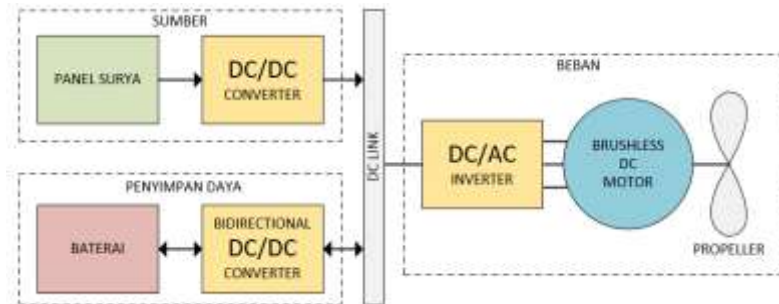 SUMBER
PANEL SURYA
DC/DC
CONVERTER
PENYIMPAN DAYA
BATERAI
BIDIRECTIONAL
DC/DC
CONVERTER
DC LINK
BEBAN
DC/AC
INVERTER
BRUSHLESS
DC
MOTOR
PROPELLER